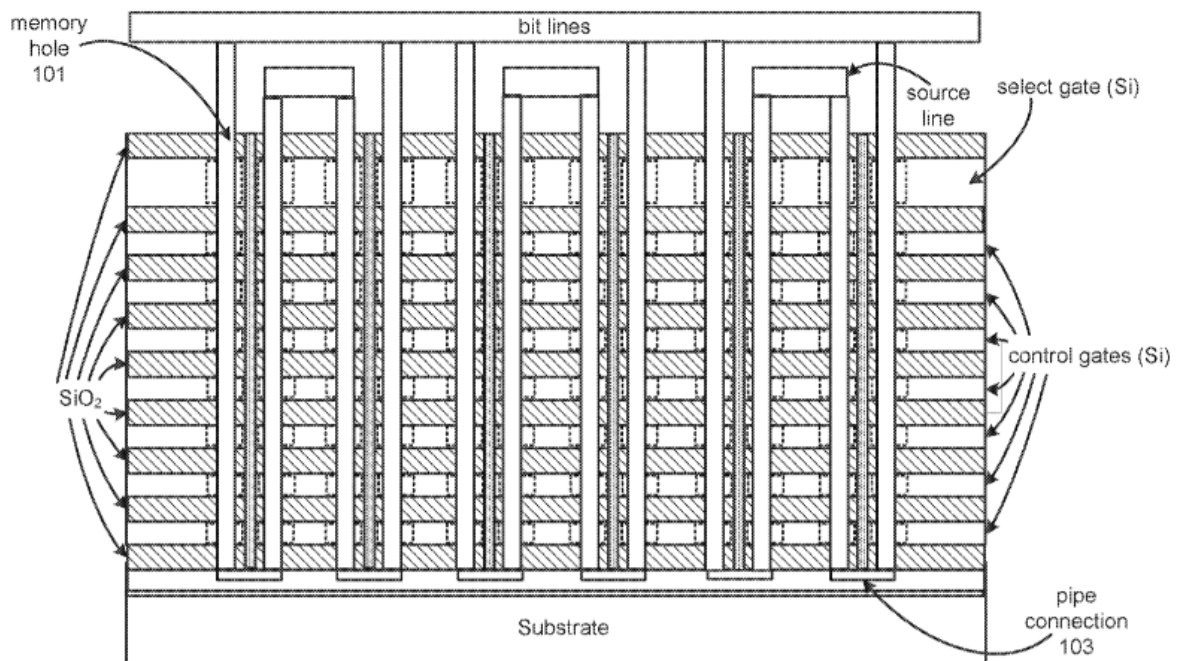 memory
hole
101
bit lines
source
line
select gate (Si)
control gates (Si)
SiO₂
Substrate
pipe
connection
103